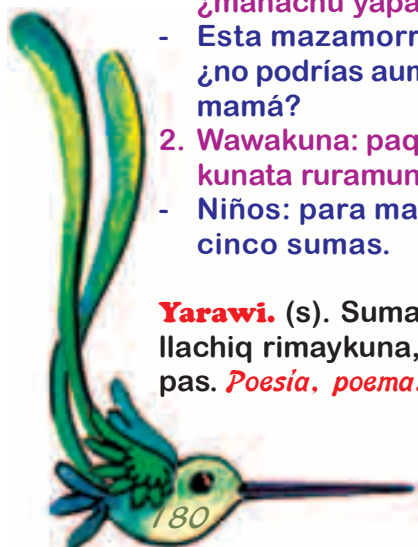 ¿manachu yapa
- Esta mazamorr
¿no podrías aum
mamá?
2. Wawakuna: paq
kunata ruramun
- Niños: para ma
cinco sumas.
Yarawi. (s). Suma
llachiq rimaykuna,
pas. Poesía, poema.
180